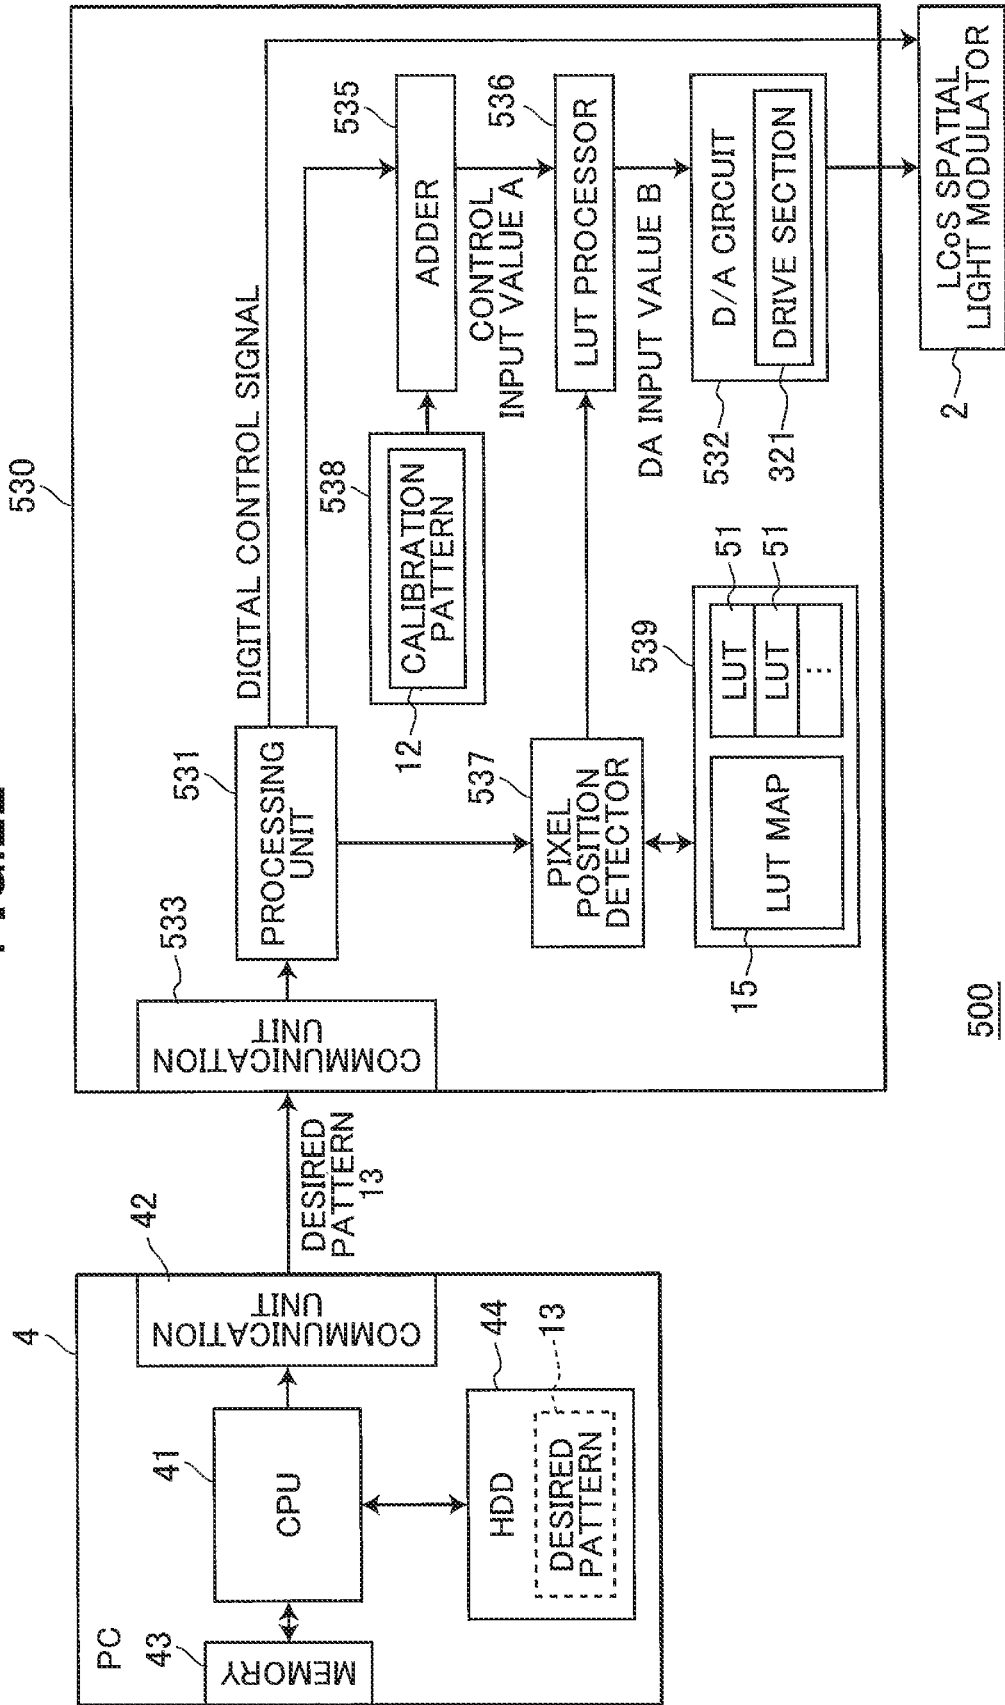 PC
4
43
MEMORY
41
CPU
42
COMMUNICATION
UNIT
44
HDD
13
DESIRED
PATTERN
DESIRED
PATTERN
13
530
533
COMMUNICATION
UNIT
531
PROCESSING
UNIT
DIGITAL CONTROL SIGNAL
535
ADDER
538
CALIBRATION
PATTERN
12
CONTROL
INPUT VALUE A
536
LUT PROCESSOR
537
PIXEL
POSITION
DETECTOR
DA INPUT VALUE B
532
D/A CIRCUIT
321
DRIVE SECTION
539
15
LUT MAP
LUT
51
LUT
51
⋮
2
LCoS SPATIAL
LIGHT MODULATOR
500